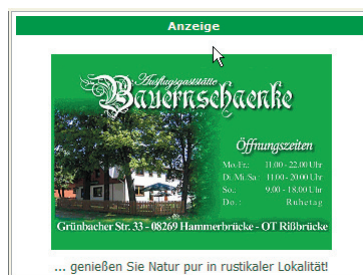 Anzeige
Ausflugsgaststätte
Bauernschaenke
Öffnungszeiten
Mo.Fr.: 11.00 - 22.00 Uhr
Di. Mi. Sa: 11.00 - 20.00 Uhr
So.: 9.00 - 18.00 Uhr
Do.: Ruhetag
Grünbacher Str. 33 - 08269 Hammerbrücke - OT Rißbrücke
... genießen Sie Natur pur in rustikaler Lokalität!